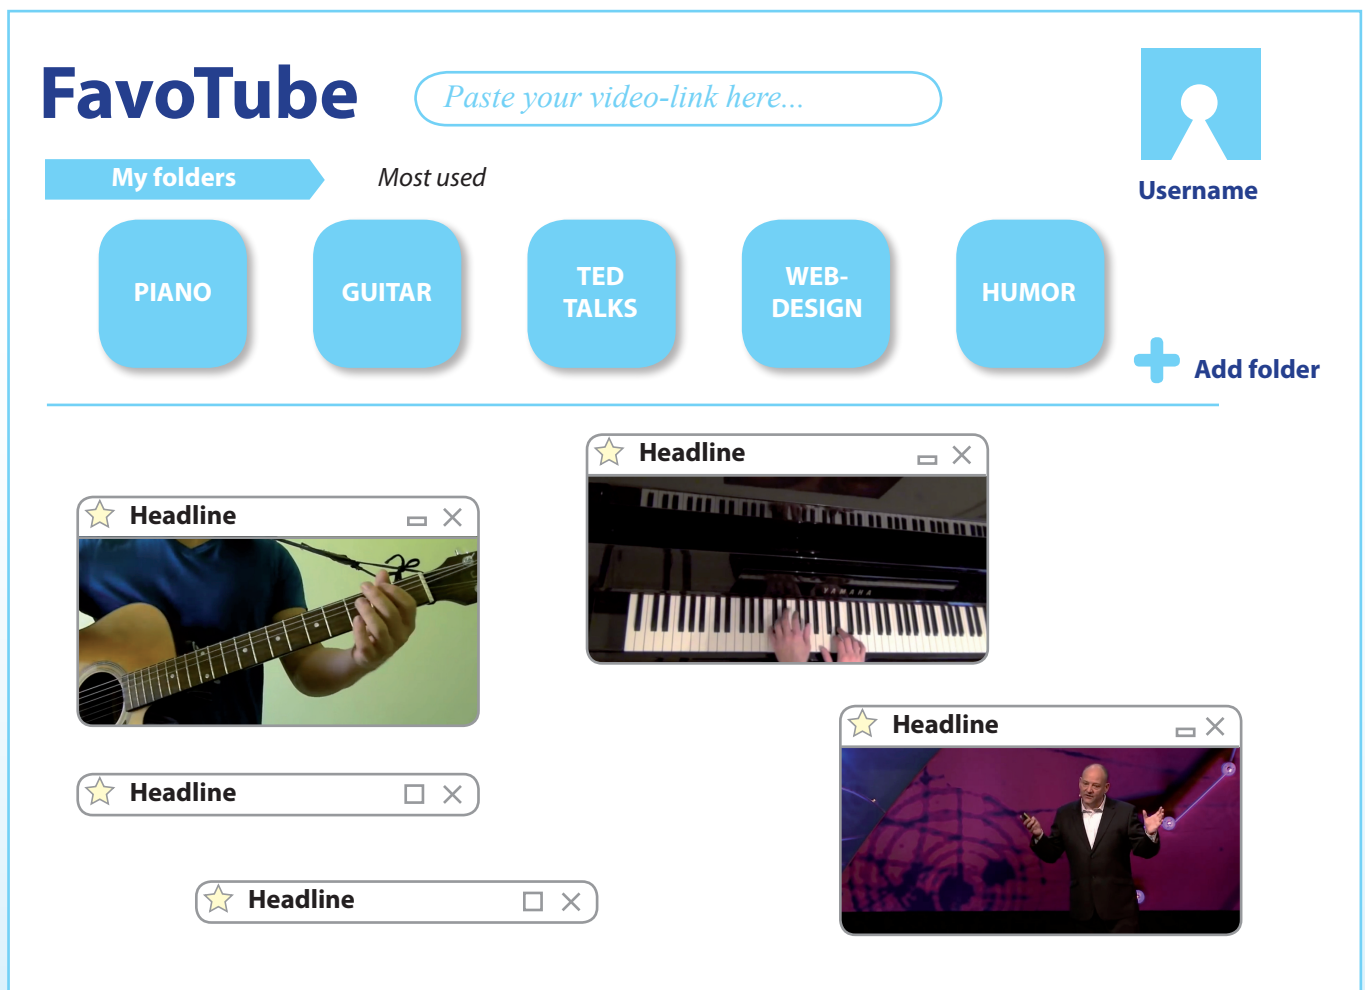 FavoTube
Paste your video-link here...
Username
My folders
Most used
PIANO
GUITAR
TED
TALKS
WEB-
DESIGN
HUMOR
Add folder
Headline
YAMAHA
Headline
Headline
Headline
Headline